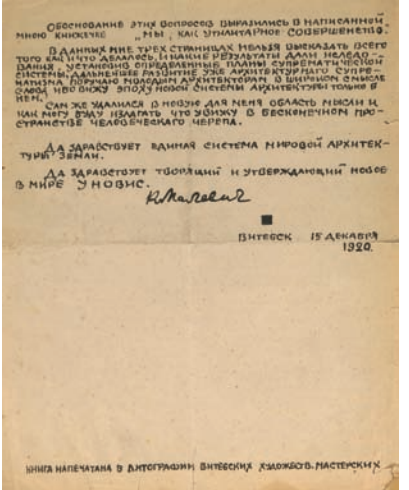 ОБОСНОВАНИЕ ЭТИХ ВОПРОСОВ ВЫРАЗИЛИСЬ В НАПИСАННОЙ
МНОЮ КНИЖЕЧКЕ „МЫ, КАК УТИЛИТАРНОЕ СОВЕРШЕНСТВО."
В ДАННЫХ МНЕ ТРЕХ СТРАНИЦАХ НЕЛЬЗЯ ВЫСКАЗАТЬ ВСЕГО
ТОГО КАК И ЧТО ДЕЛАЛОСЬ, И КАКИЕ РЕЗУЛЬТАТЫ ДАЛИ ИССЛЕДО-
ВАНИЯ. УСТАНОВИВ ОПРЕДЕЛЕННЫЕ ПЛАНЫ СУПРЕМАТИЧЕСКОЙ
СИСТЕМЫ, ДАЛЬНЕЙШЕЕ РАЗВИТИЕ УЖЕ АРХИТЕКТУРНАГО СУПРЕ-
МАТИЗМА ПОРУЧАЮ МОЛОДЫМ АРХИТЕКТОРАМ В ШИРОКОМ СМЫСЛЕ
СЛОВА, ИБО ВИЖУ ЭПОХУ НОВОЙ СИСТЕМЫ АРХИТЕКТУРЫ ТОЛЬКО В
НЕМ.
САМ ЖЕ УДАЛИЛСЯ В НОВУЮ ДЛЯ МЕНЯ ОБЛАСТЬ МЫСЛИ И
КАК МОГУ БУДУ ИЗЛАГАТЬ ЧТО УВИЖУ В БЕСКОНЕЧНОМ ПРО-
СТРАНСТВЕ ЧЕЛОВЕЧЕСКАГО ЧЕРЕПА.
ДА ЗДРАВСТВУЕТ ЕДИНАЯ СИСТЕМА МИРОВОЙ АРХИТЕК-
ТУРЫ ЗЕМЛИ.
ДА ЗДРАВСТВУЕТ ТВОРЯЩИЙ И УТВЕРЖДАЮЩИЙ НОВОЕ
В МИРЕ УНОВИС.
К Малевич
ВИТЕБСК 15 ДЕКАБРЯ
1920.
КНИГА НАПЕЧАТАНА В ЛИТОГРАФИИ ВИТЕБСКИХ ХУДОЖЕСТВ. МАСТЕРСКИХ